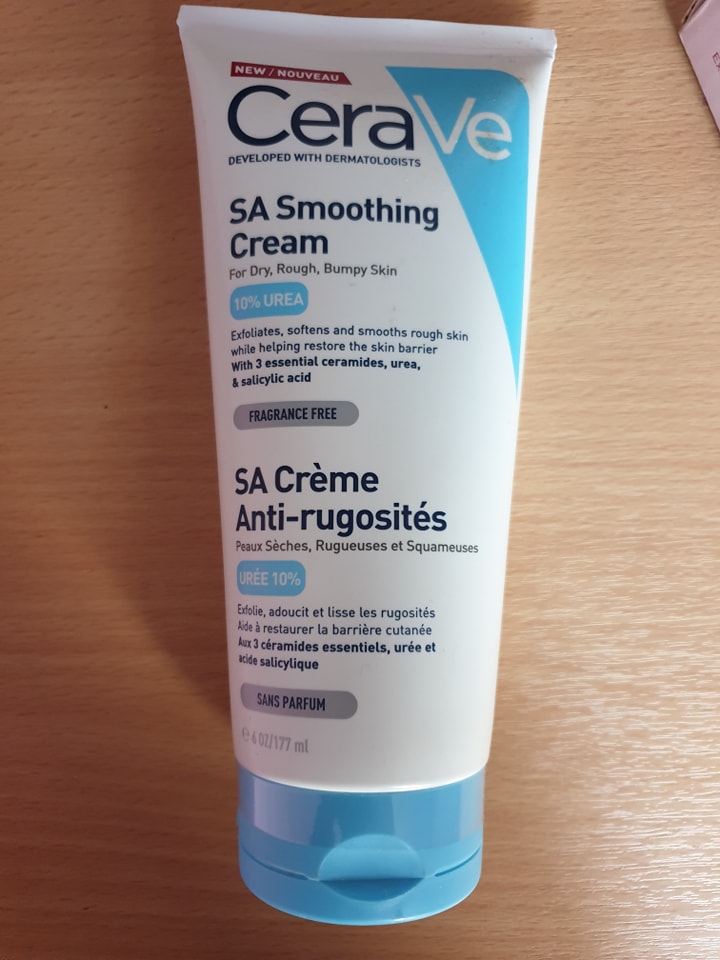 NEW / NOUVEAU
CeraVe
DEVELOPED WITH DERMATOLOGISTS
SA Smoothing
Cream
For Dry, Rough, Bumpy Skin
10% UREA
Exfoliates, softens and smooths rough skin
while helping restore the skin barrier
With 3 essential ceramides, urea,
& salicylic acid
FRAGRANCE FREE
SA Crème
Anti-rugosités
Peaux Sèches, Rugueuses et Squameuses
URÉE 10%
Exfolie, adoucit et lisse les rugosités
Aide à restaurer la barrière cutanée
Aux 3 céramides essentiels, urée et
acide salicylique
SANS PARFUM
℮ 6 OZ/177 ml